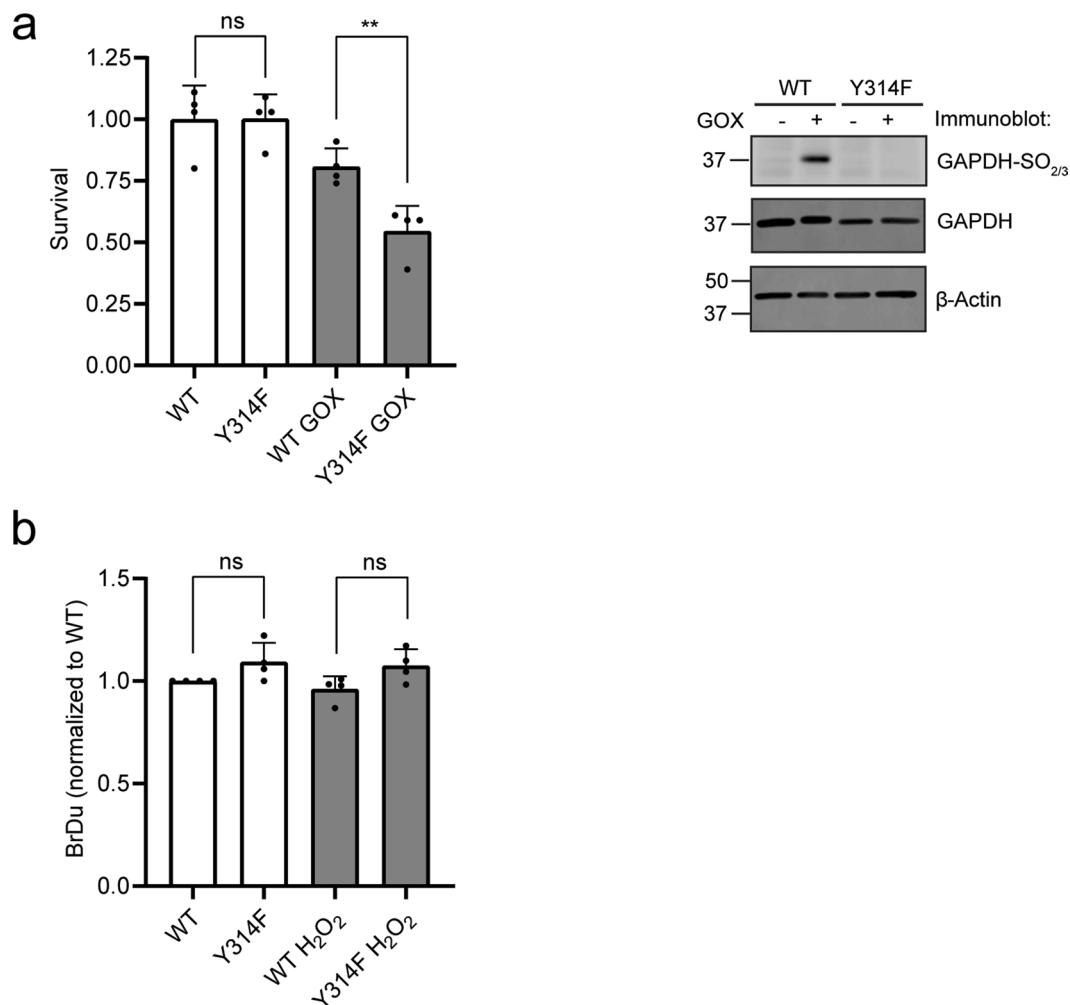 a
ns
**
1.25
1.00
0.75
0.50
0.25
0.00
Survival
WT
Y314F
WT GOX
Y314F GOX
WT Y314F
GOX - + - + Immunoblot:
37 GAPDH-SO2/3
37 GAPDH
50
37
β-Actin
b
ns
ns
1.5
1.0
0.5
0.0
BrDu (normalized to WT)
WT
Y314F
WT H2O2
Y314F H2O2